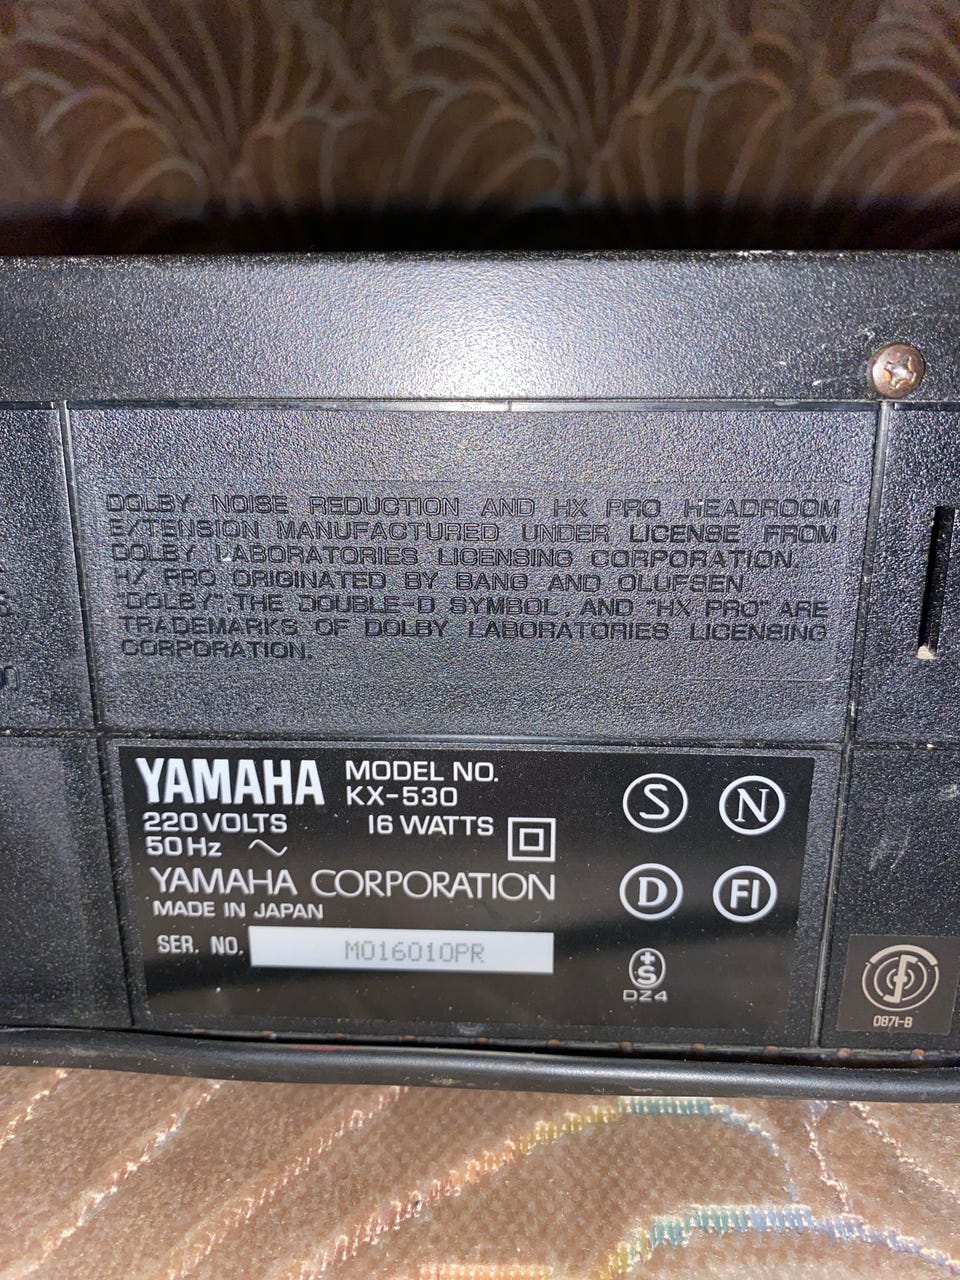 DOLBY NOISE REDUCTION AND HX PRO HEADROOM
EXTENSION MANUFACTURED UNDER LICENSE FROM
DOLBY LABORATORIES LICENSING CORPORATION.
HX PRO ORIGINATED BY BANG AND OLUFSEN.
"DOLBY", THE DOUBLE-D SYMBOL, AND "HX PRO" ARE
TRADEMARKS OF DOLBY LABORATORIES LICENSING
CORPORATION.
YAMAHA MODEL NO.
KX-530
220 VOLTS 16 WATTS
50 Hz
YAMAHA CORPORATION
MADE IN JAPAN
SER. NO. M016010PR
S N
D FI
+S
DZ4
0871-B